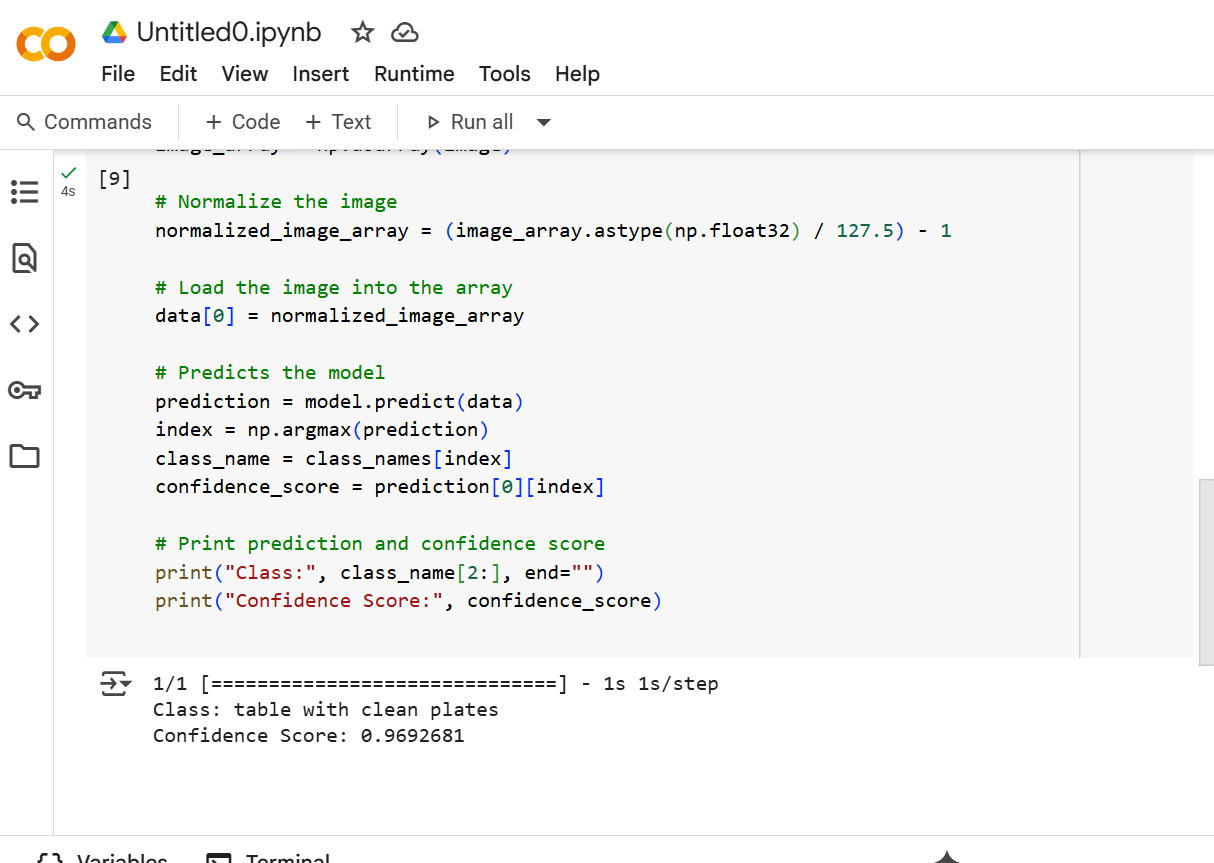 Untitled0.ipynb
File Edit View Insert Runtime Tools Help
Commands + Code + Text Run all
4s
[9]
# Normalize the image
normalized_image_array = (image_array.astype(np.float32) / 127.5) - 1
# Load the image into the array
data[0] = normalized_image_array
# Predicts the model
prediction = model.predict(data)
index = np.argmax(prediction)
class_name = class_names[index]
confidence_score = prediction[0][index]
# Print prediction and confidence score
print("Class:", class_name[2:], end="")
print("Confidence Score:", confidence_score)
1/1 [==============================] - 1s 1s/step
Class: table with clean plates
Confidence Score: 0.9692681
Variables Terminal